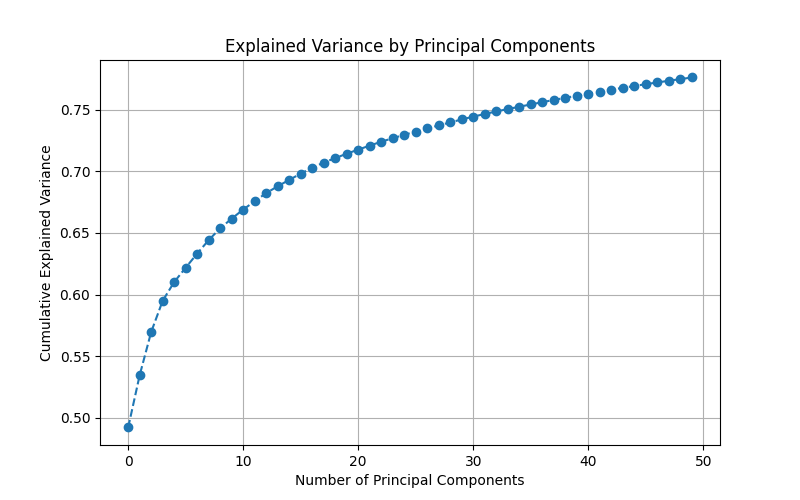 Explained Variance by Principal Components
Cumulative Explained Variance
0.75
0.70
0.65
0.60
0.55
0.50
0 10 20 30 40 50
Number of Principal Components